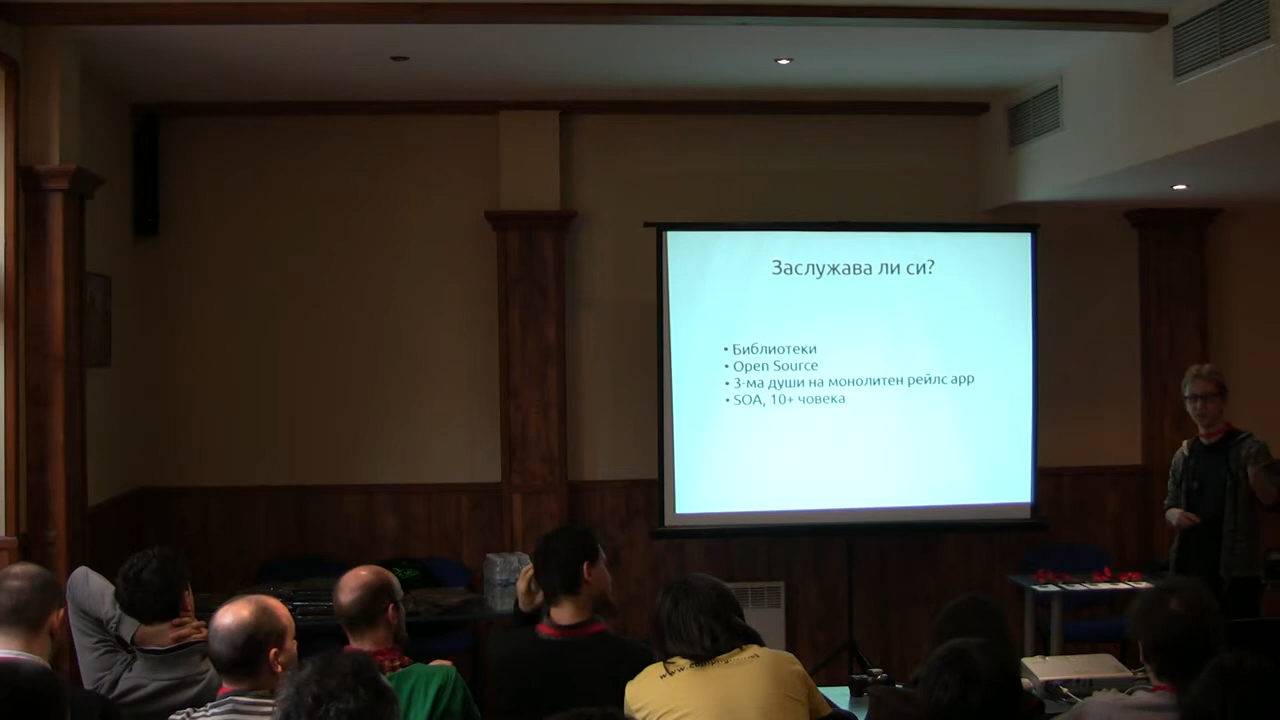 Заслужава ли си?
• Библиотеки
• Open Source
• 3-ма души на монолитен рейлс app
• SOA, 10+ човека